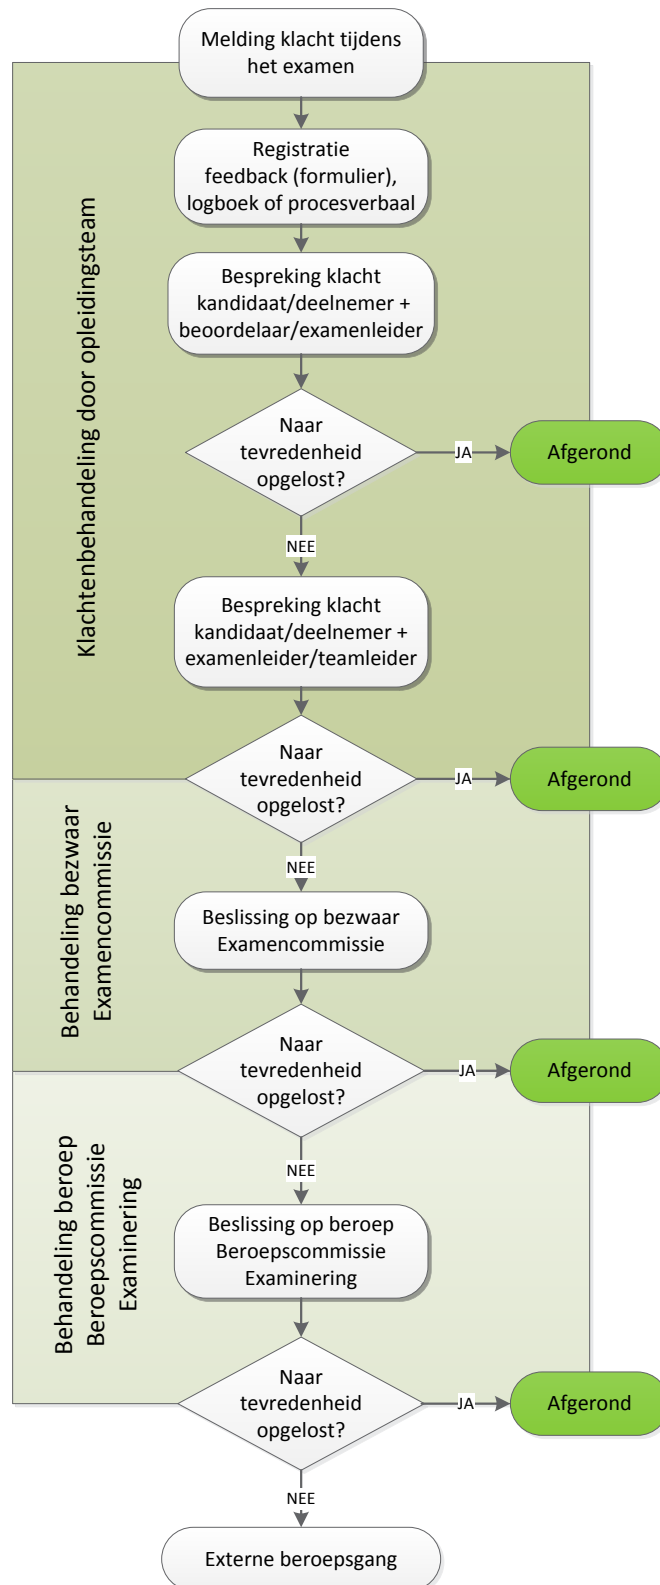 Melding klacht tijdens
het examen
Registratie
feedback (formulier),
logboek of procesverbaal
Bespreking klacht
kandidaat/deelnemer +
beoordelaar/examenleider
Naar
tevredenheid
opgelost?
JA
Afgerond
NEE
Bespreking klacht
kandidaat/deelnemer +
examenleider/teamleider
Klachtenbehandeling door opleidingsteam
Naar
tevredenheid
opgelost?
JA
Afgerond
NEE
Beslissing op bezwaar
Examencommissie
Behandeling bezwaar
Examencommissie
Naar
tevredenheid
opgelost?
JA
Afgerond
NEE
Beslissing op beroep
Beroepscommissie
Examinering
Behandeling beroep
Beroepscommissie
Examinering
Naar
tevredenheid
opgelost?
JA
Afgerond
NEE
Externe beroepsgang